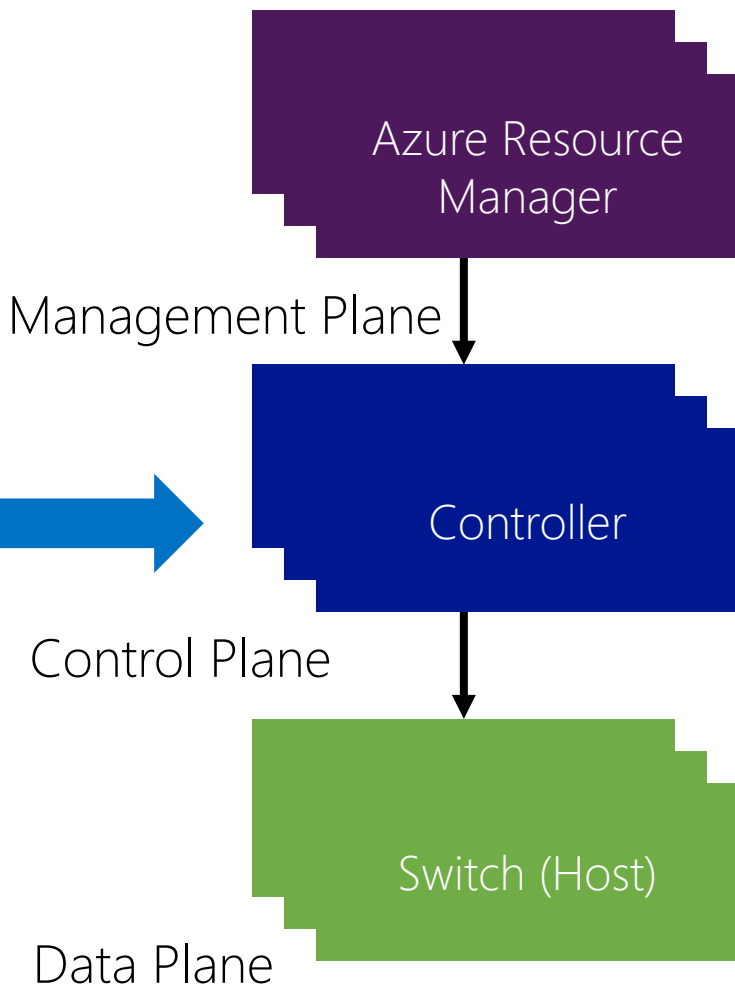 Azure Resource
Manager
Management Plane
Controller
Control Plane
Switch (Host)
Data Plane